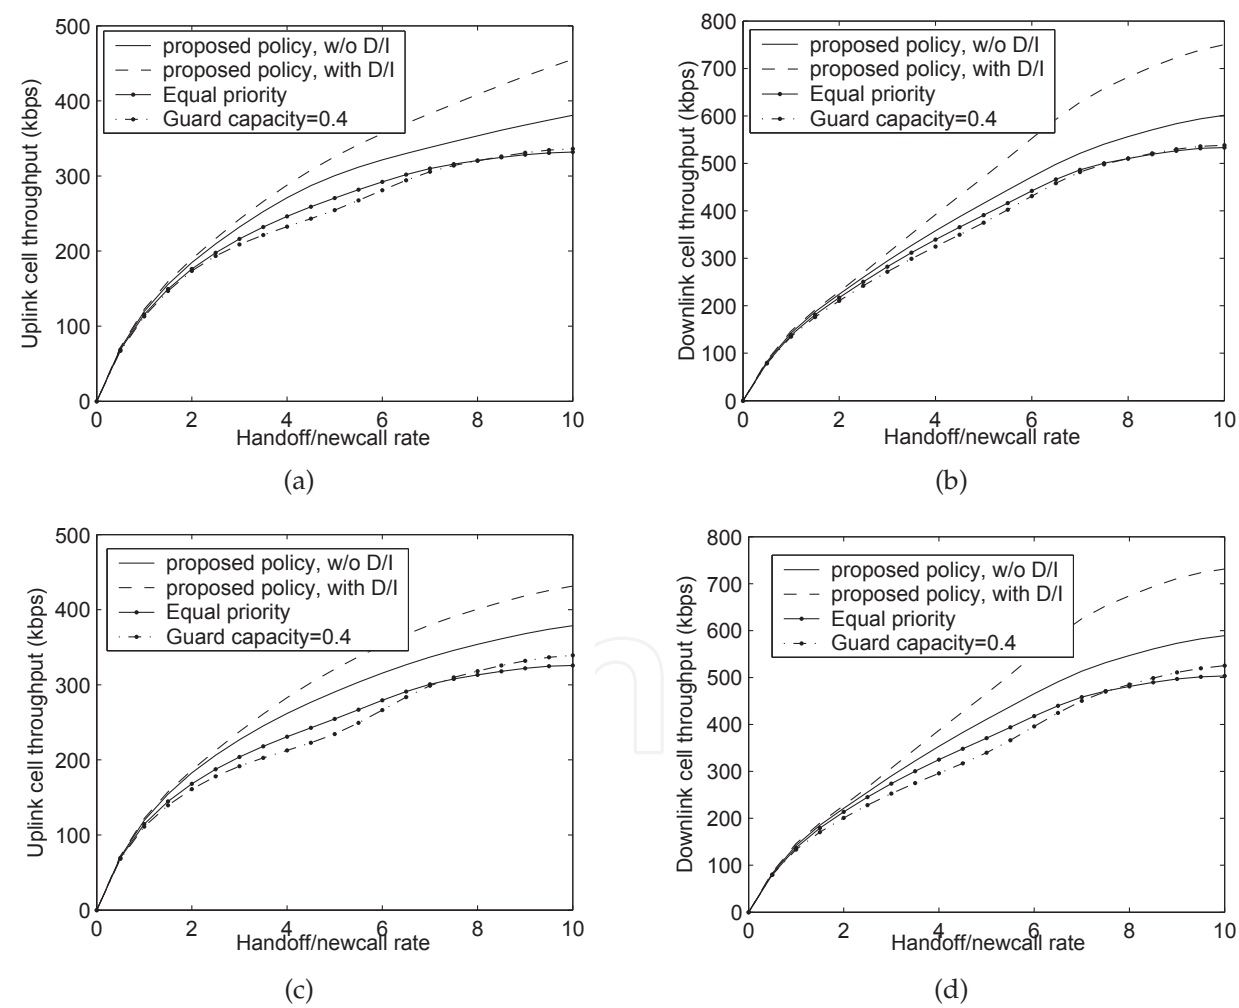 500
400
300
200
100
0
0 2 4 6 8 10
Uplink cell throughput (kbps)
Handoff/newcall rate
proposed policy, w/o D/I
proposed policy, with D/I
Equal priority
Guard capacity=0.4
(a)
800
700
600
500
400
300
200
100
0
0 2 4 6 8 10
Downlink cell throughput (kbps)
Handoff/newcall rate
proposed policy, w/o D/I
proposed policy, with D/I
Equal priority
Guard capacity=0.4
(b)
500
400
300
200
100
0
0 2 4 6 8 10
Uplink cell throughput (kbps)
Handoff/newcall rate
proposed policy, w/o D/I
proposed policy, with D/I
Equal priority
Guard capacity=0.4
(c)
800
700
600
500
400
300
200
100
0
0 2 4 6 8 10
Downlink cell throughput (kbps)
Handoff/newcall rate
proposed policy, w/o D/I
proposed policy, with D/I
Equal priority
Guard capacity=0.4
(d)